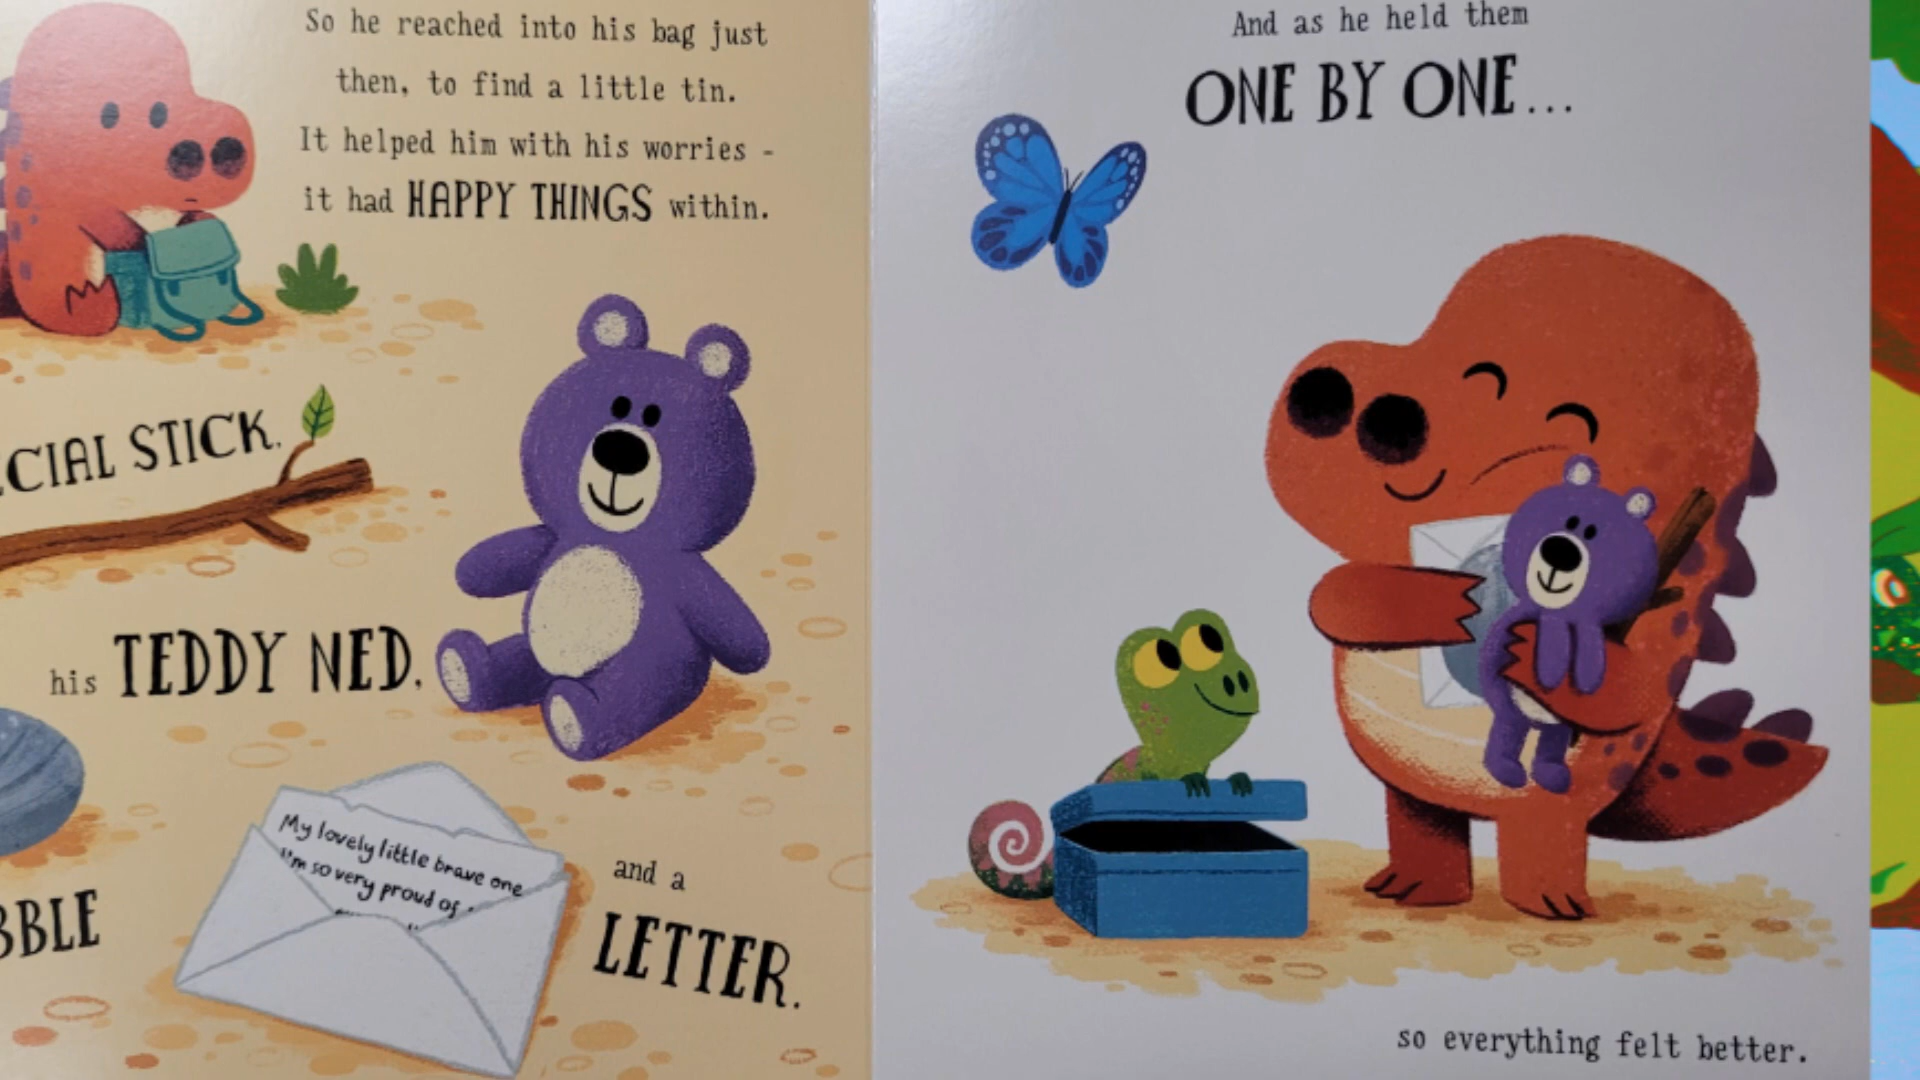 So he reached into his bag just
then, to find a little tin.
It helped him with his worries -
it had HAPPY THINGS within.
STICK.
his TEDDY NED,
My lovely little brave one
I'm so very proud of
and a
LETTER.
And as he held them
ONE BY ONE...
so everything felt better.